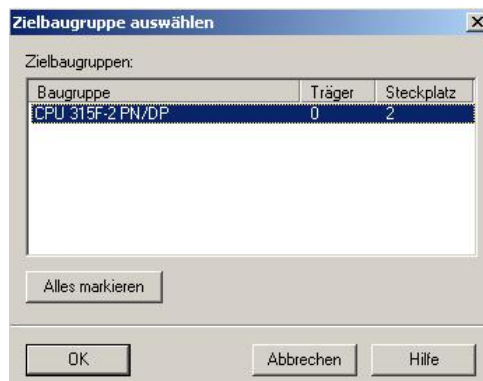 Zielbaugruppe auswählen
Zielbaugruppen:
Baugruppe Träger Steckplatz
CPU 315F-2 PN/DP 0 2
Alles markieren
OK Abbrechen Hilfe